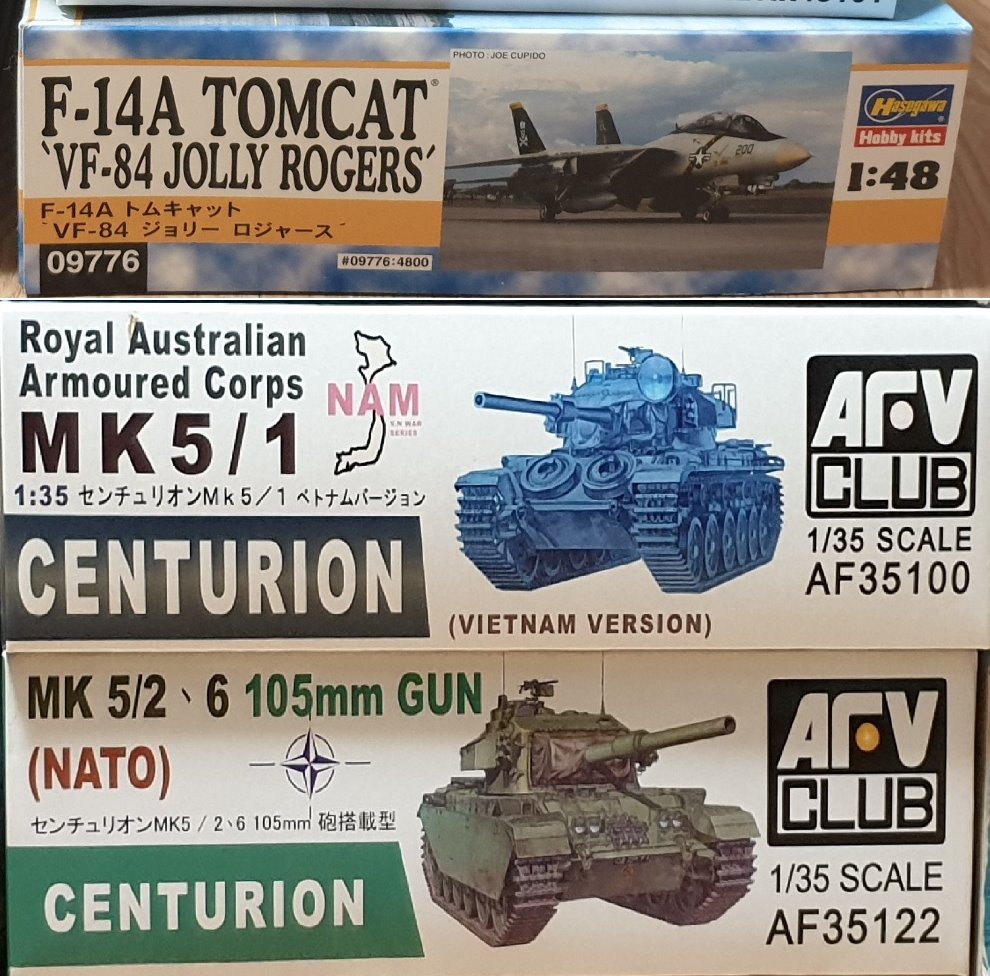 PHOTO : JOE CUPIDO
F-14A TOMCAT®
‵VF-84 JOLLY ROGERS′
F-14A トムキャット
‵VF-84 ジョリー ロジャース′
09776
#09776:4800
Hasegawa
Hobby kits
1:48
Royal Australian
Armoured Corps
MK5/1
NAM
V.N WAR
SERIES
1:35 センチュリオンMk5／1 ベトナムバージョン
CENTURION
(VIETNAM VERSION)
AFV
CLUB
1/35 SCALE
AF35100
MK 5/2、6 105mm GUN
(NATO)
センチュリオンMK5 / 2、6 105mm 砲搭載型
CENTURION
AFV
CLUB
1/35 SCALE
AF35122
200